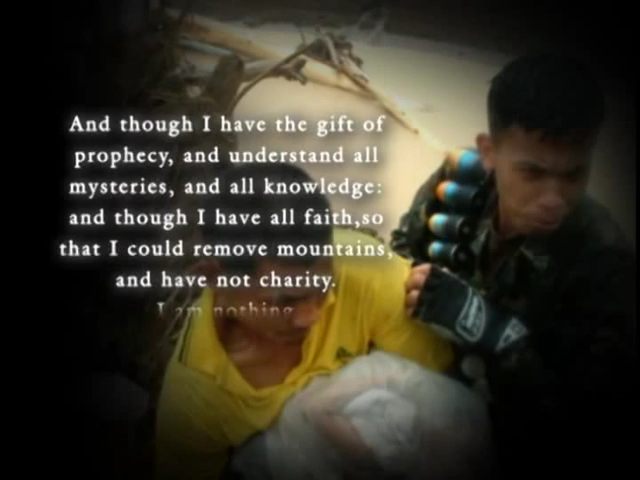 And though I have the gift of
prophecy, and understand all
mysteries, and all knowledge:
and though I have all faith,so
that I could remove mountains,
and have not charity.
I am nothing